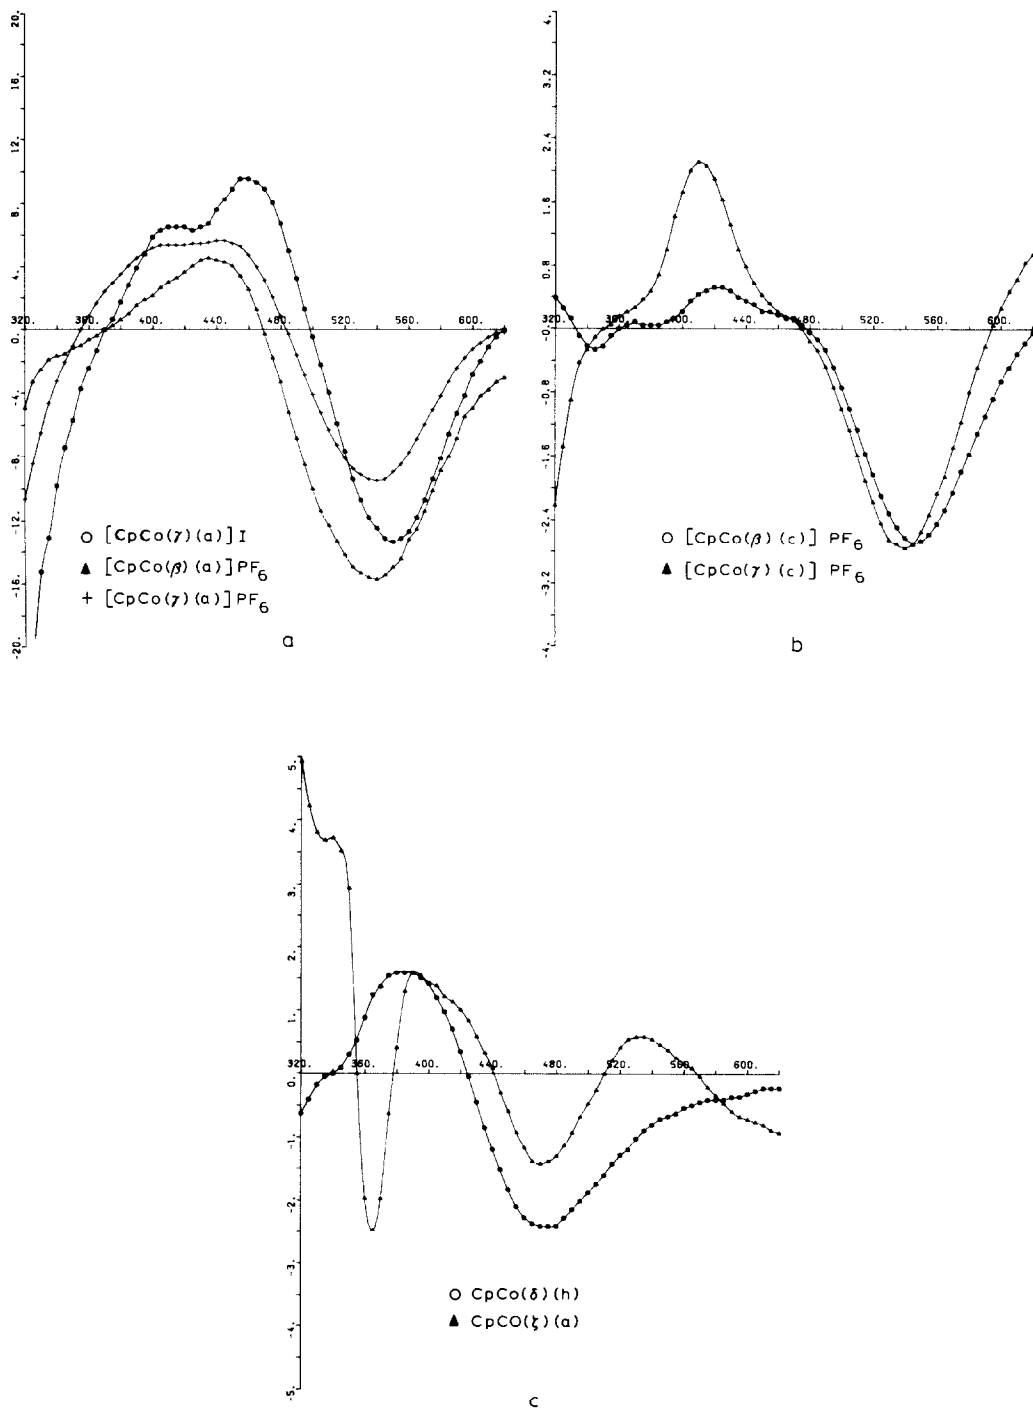 20.
16.
12.
8.
4.
0.
-4.
-8.
-12.
-16.
-20.
320. 360. 400. 440. 480. 520. 560. 600.
○ [CpCo(γ)(a)]I
▲ [CpCo(β)(a)]PF6
+ [CpCo(γ)(a)]PF6
a
4.
3.2
2.4
1.6
0.8
-0.0
-0.8
-1.6
-2.4
-3.2
-4.
320. 360. 400. 440. 480. 520. 560. 600.
○ [CpCo(β)(c)] PF6
▲ [CpCo(γ)(c)] PF6
b
5.
4.
3.
2.
1.
0.
-1.
-2.
-3.
-4.
-5.
320. 360. 400. 440. 480. 520. 560. 600.
○ CpCo(δ)(h)
▲ CpCO(ζ)(a)
c